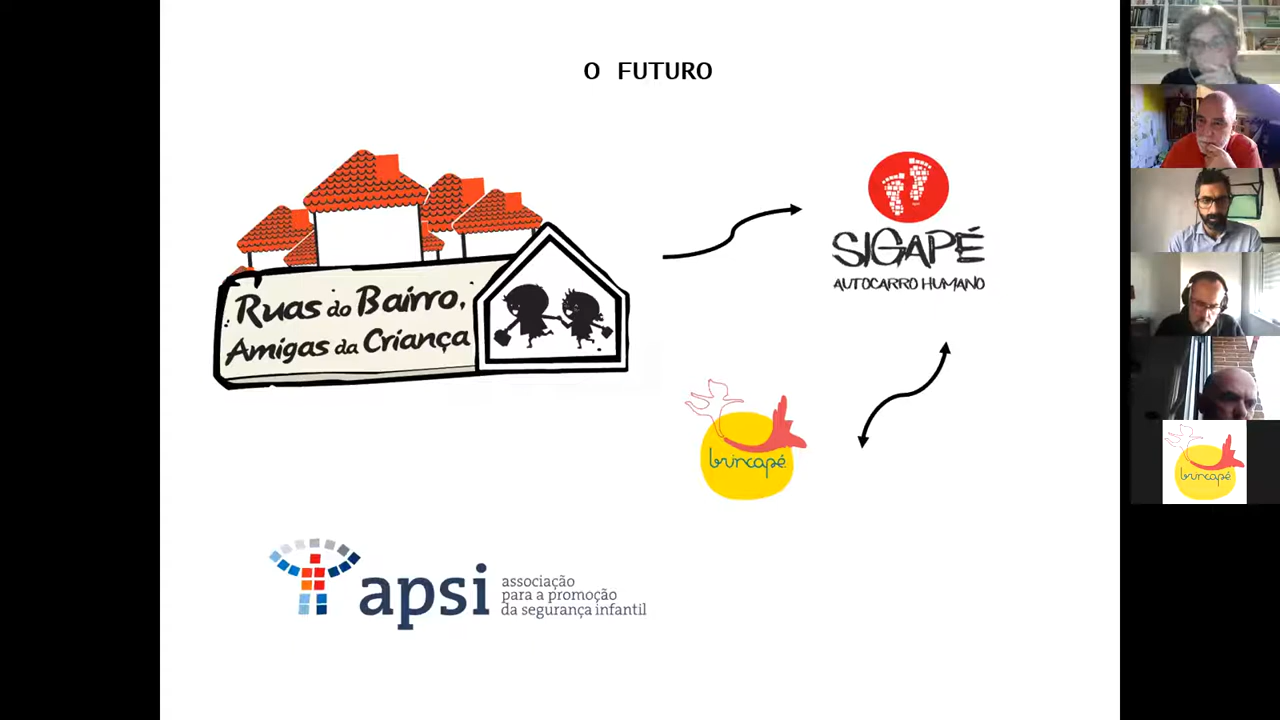 O FUTURO
Ruas do Bairro,
Amigas da Criança
SIGAPÉ
AUTOCARRO HUMANO
brincapé
brincapé
apsi
associação
para a promoção
da segurança infantil